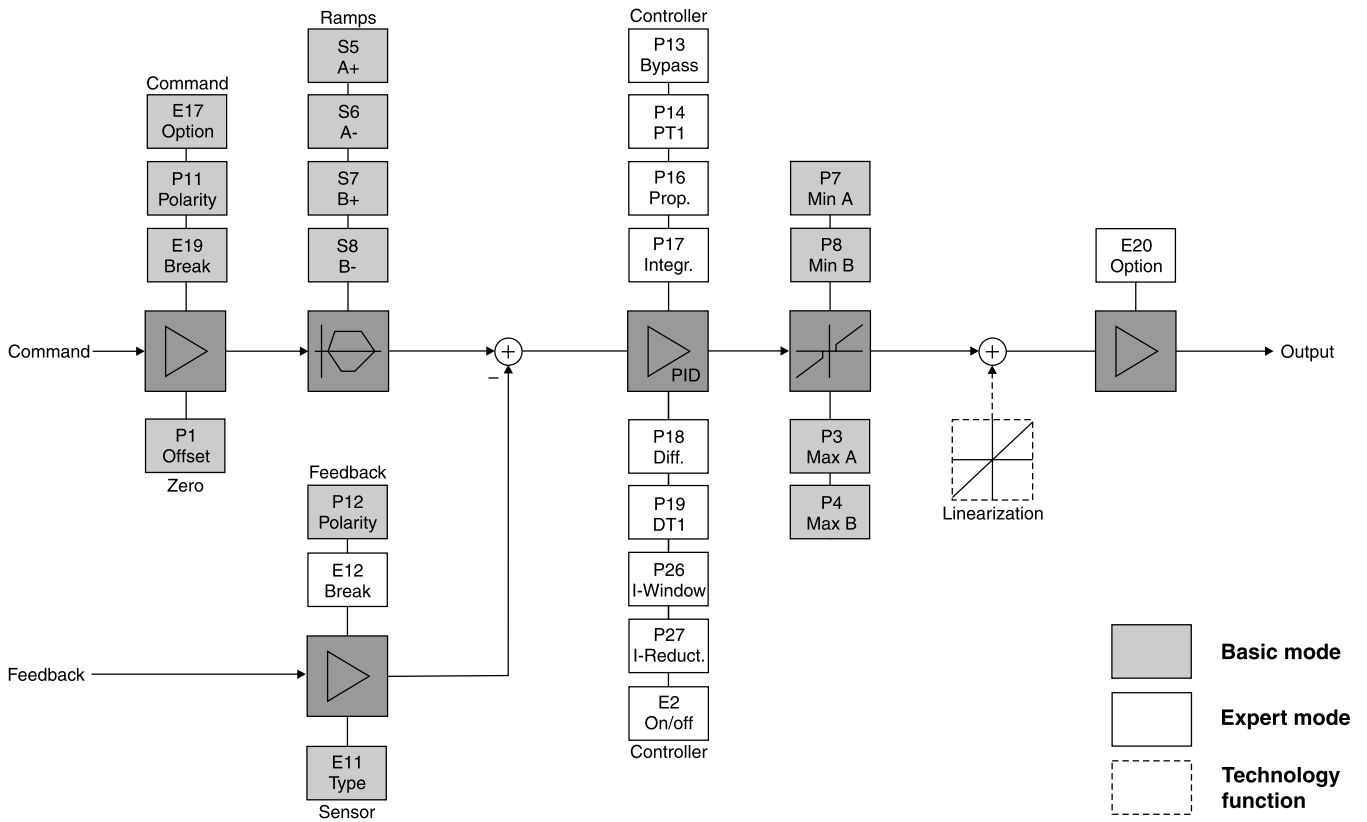 Ramps
S5
A+
S6
A-
S7
B+
S8
B-
Command
E17
Option
P11
Polarity
E19
Break
Command
P1
Offset
Zero
Feedback
P12
Polarity
E12
Break
Feedback
E11
Type
Sensor
–
+
Controller
P13
Bypass
P14
PT1
P16
Prop.
P17
Integr.
PID
P18
Diff.
P19
DT1
P26
I-Window
P27
I-Reduct.
E2
On/off
Controller
P7
Min A
P8
Min B
P3
Max A
P4
Max B
+
Linearization
E20
Option
Output
Basic mode
Expert mode
Technology
function